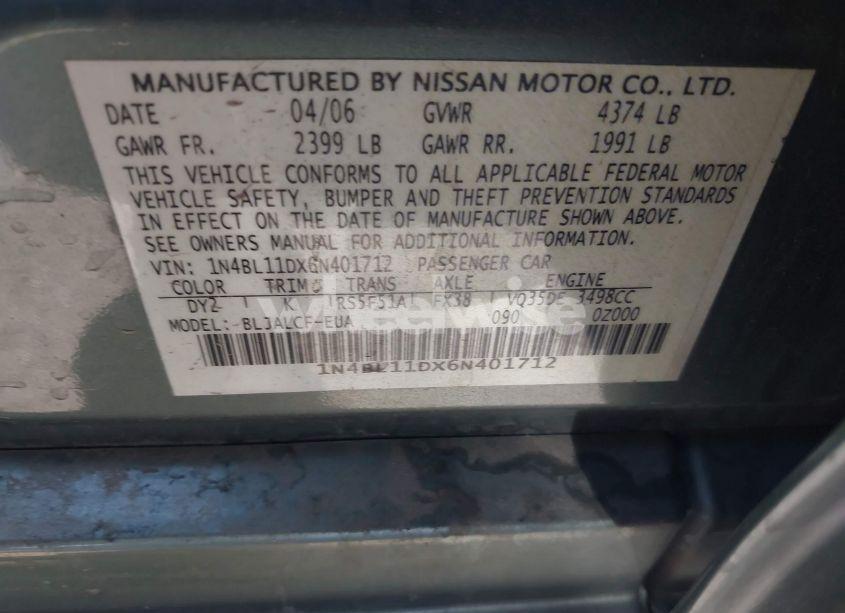 MANUFACTURED BY NISSAN MOTOR CO., LTD.
DATE 04/06 GVWR 4374 LB
GAWR FR. 2399 LB GAWR RR. 1991 LB
THIS VEHICLE CONFORMS TO ALL APPLICABLE FEDERAL MOTOR
VEHICLE SAFETY, BUMPER AND THEFT PREVENTION STANDARDS
IN EFFECT ON THE DATE OF MANUFACTURE SHOWN ABOVE.
SEE OWNERS MANUAL FOR ADDITIONAL INFORMATION.
VIN: 1N4BL11DX6N401712 PASSENGER CAR
COLOR TRIM TRANS AXLE ENGINE
DY2 K RS5F51A FX38 VQ35DE 3498CC
MODEL: BLJALCF-EUA 090 0Z000
1N4BL11DX6N401712